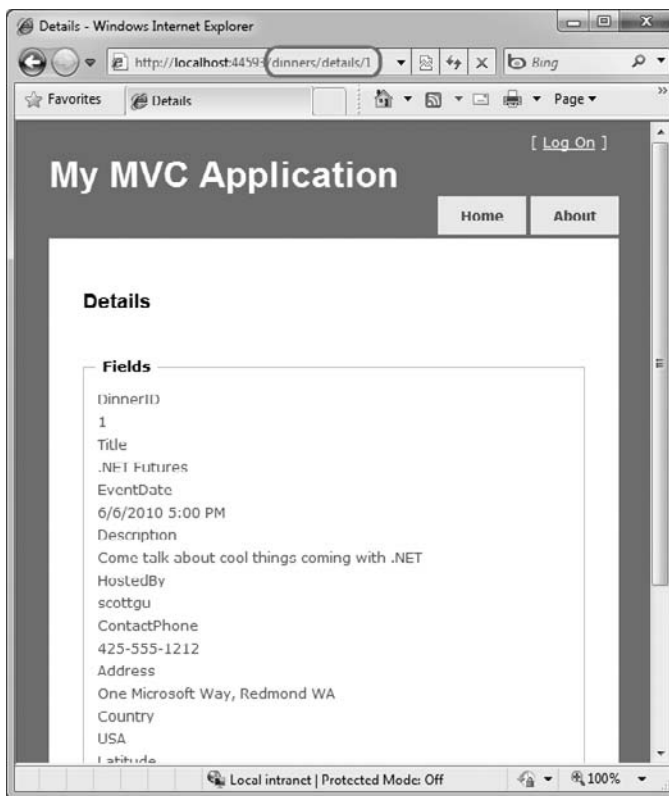 Details - Windows Internet Explorer
http://localhost:44593/dinners/details/1
Bing
Favorites
Details
Page
[ Log On ]
My MVC Application
Home
About
Details
Fields
DinnerID
1
Title
.NET Futures
EventDate
6/6/2010 5:00 PM
Description
Come talk about cool things coming with .NET
HostedBy
scottgu
ContactPhone
425-555-1212
Address
One Microsoft Way, Redmond WA
Country
USA
Latitude
Local intranet | Protected Mode: Off
100%